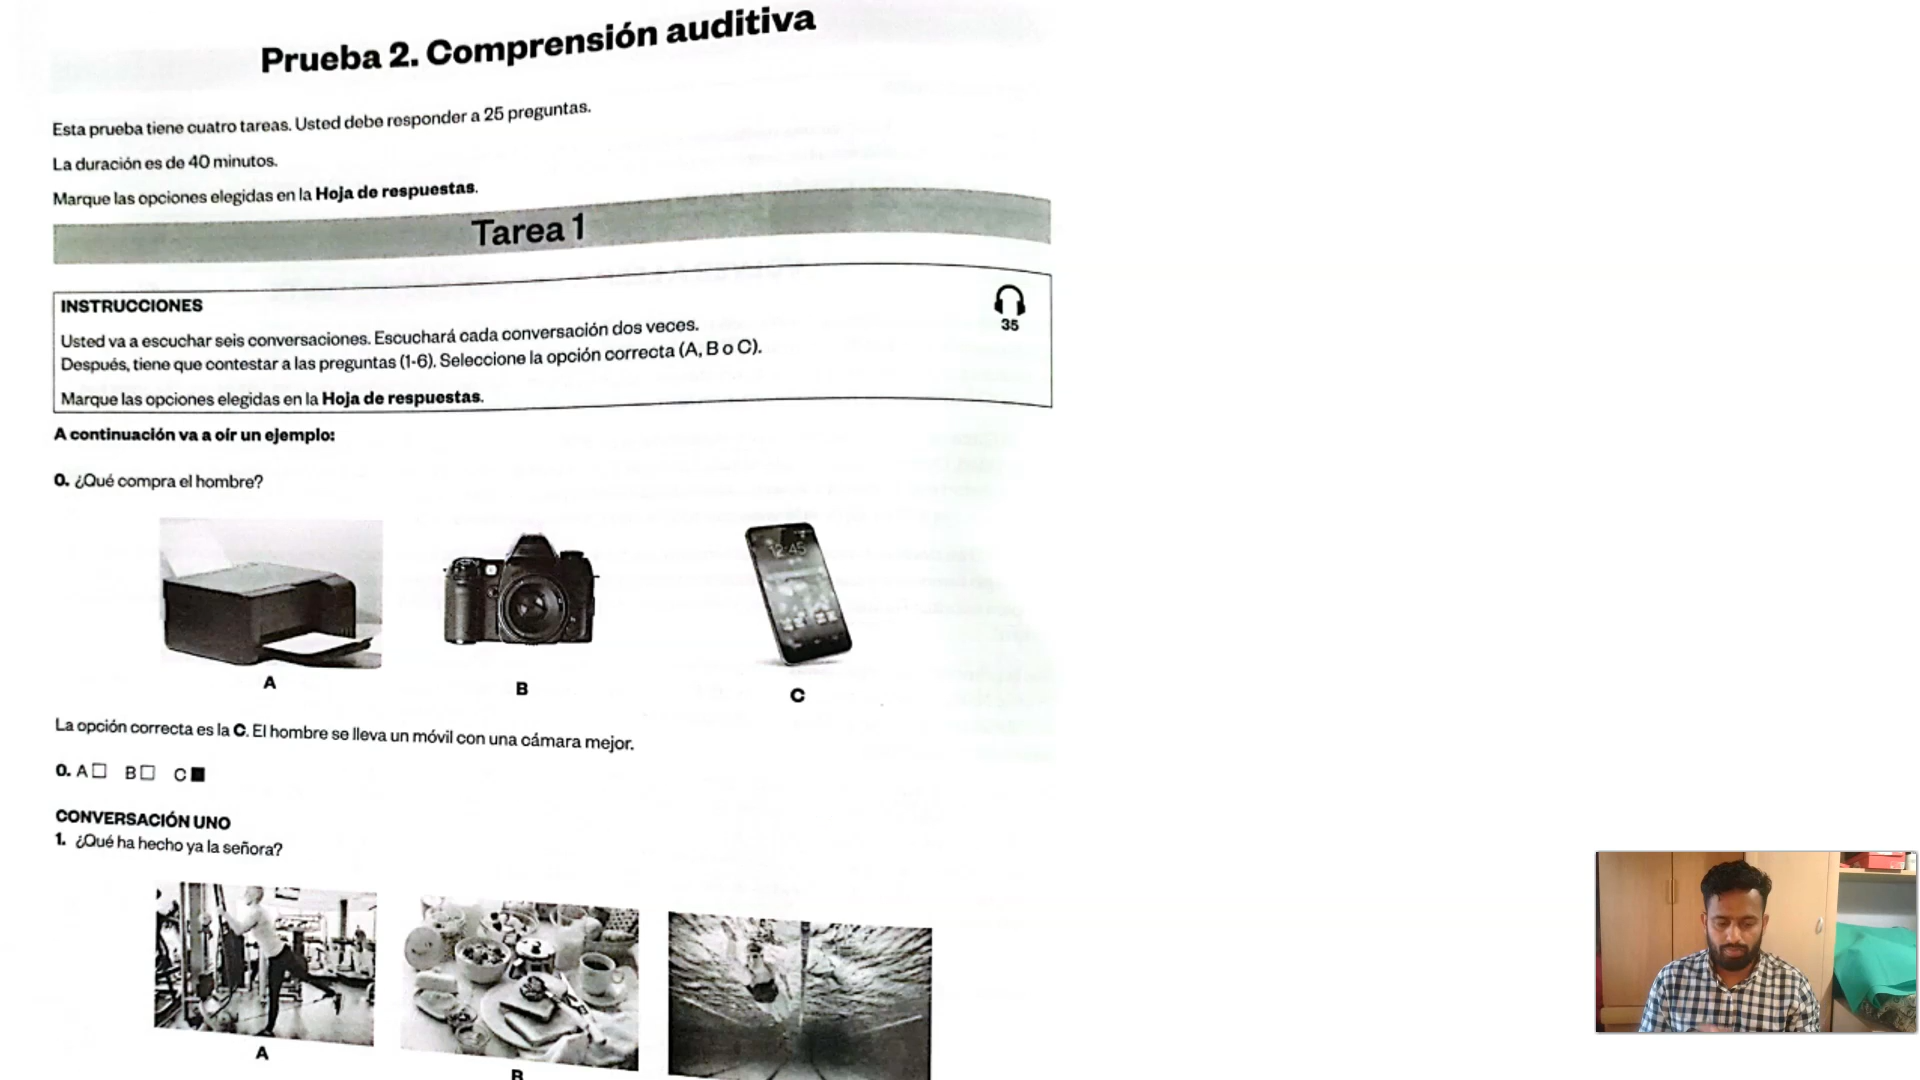 Prueba 2. Comprensión auditiva
Esta prueba tiene cuatro tareas. Usted debe responder a 25 preguntas.
La duración es de 40 minutos.
Marque las opciones elegidas en la Hoja de respuestas.
Tarea 1
INSTRUCCIONES
35
Usted va a escuchar seis conversaciones. Escuchará cada conversación dos veces.
Después, tiene que contestar a las preguntas (1-6). Seleccione la opción correcta (A, B o C).
Marque las opciones elegidas en la Hoja de respuestas.
A continuación va a oír un ejemplo:
0. ¿Qué compra el hombre?
12:45
A
B
C
La opción correcta es la C. El hombre se lleva un móvil con una cámara mejor.
0. A☐ B☐ C■
CONVERSACIÓN UNO
1. ¿Qué ha hecho ya la señora?
A
B